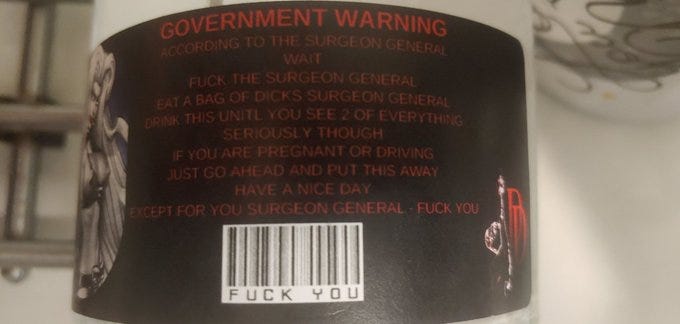 GOVERNMENT WARNING
ACCORDING TO THE SURGEON GENERAL
WAIT
FUCK THE SURGEON GENERAL
EAT A BAG OF DICKS SURGEON GENERAL
DRINK THIS UNITL YOU SEE 2 OF EVERYTHING
SERIOUSLY THOUGH
IF YOU ARE PREGNANT OR DRIVING
JUST GO AHEAD AND PUT THIS AWAY
HAVE A NICE DAY
EXCEPT FOR YOU SURGEON GENERAL - FUCK YOU
FUCK YOU